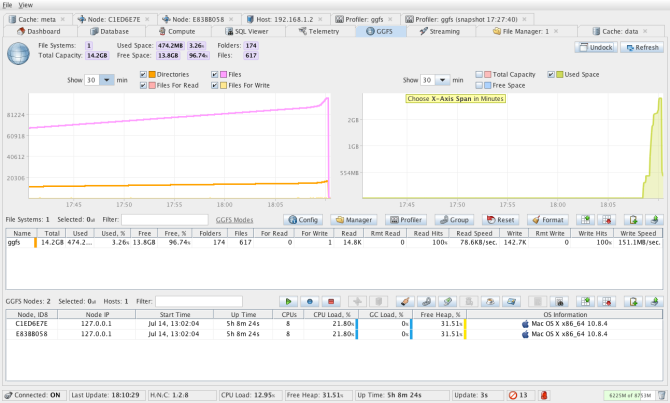 File View
Cache: meta Node: C1ED6E7E Node: E83BB058 Host: 192.168.1.2 Profiler: ggfs Profiler: ggfs (snapshot 17:27:40)
Dashboard Database Compute SQL Viewer Telemetry GGFS Streaming File Manager: 1 Cache: data
File Systems: 1 Used Space: 474.2MB 3.26% Folders: 174
Total Capacity: 14.2GB Free Space: 13.8GB 96.74% Files: 617
Undock Refresh
Show 30 min Directories Files Files For Read Files For Write
Show 30 min Total Capacity Used Space Free Space
Choose X-Axis Span in Minutes
81224
60918
40612
20306
17:45 17:52 18:00 18:05
2GB
1GB
554MB
17:45 17:52 18:00 18:05
File Systems: 1 Selected: 0 Filter: GGFS Modes Config Manager Profiler Group Reset Format
Name Total Used Used, % Free Free, % Folders Files For Read For Write Read Rmt Read Read Hits Read Speed Write Rmt Write Write Hits Write Speed
ggfs 14.2GB 474.2... 3.26% 13.8GB 96.74% 174 617 0 1 14.8K 0 100% 78.6KB/sec. 142.7K 0 100% 151.1MB/sec.
GGFS Nodes: 2 Selected: 0 Hosts: 1 Filter:
Node, ID8 Node IP Start Time Up Time CPUs CPU Load, % GC Load, % Free Heap, % OS Information
C1ED6E7E 127.0.0.1 Jul 14, 13:02:04 5h 8m 24s 8 21.80% 0% 31.51% Mac OS X x86_64 10.8.4
E83BB058 127.0.0.1 Jul 14, 13:02:04 5h 8m 24s 8 21.80% 0% 31.51% Mac OS X x86_64 10.8.4
Connected: ON Last Update: 18:10:29 H:N:C: 1:2:8 CPU Load: 12.95% Free Heap: 31.51% Up Time: 5h 8m 24s Update: 3s 13 6225M of 8753M